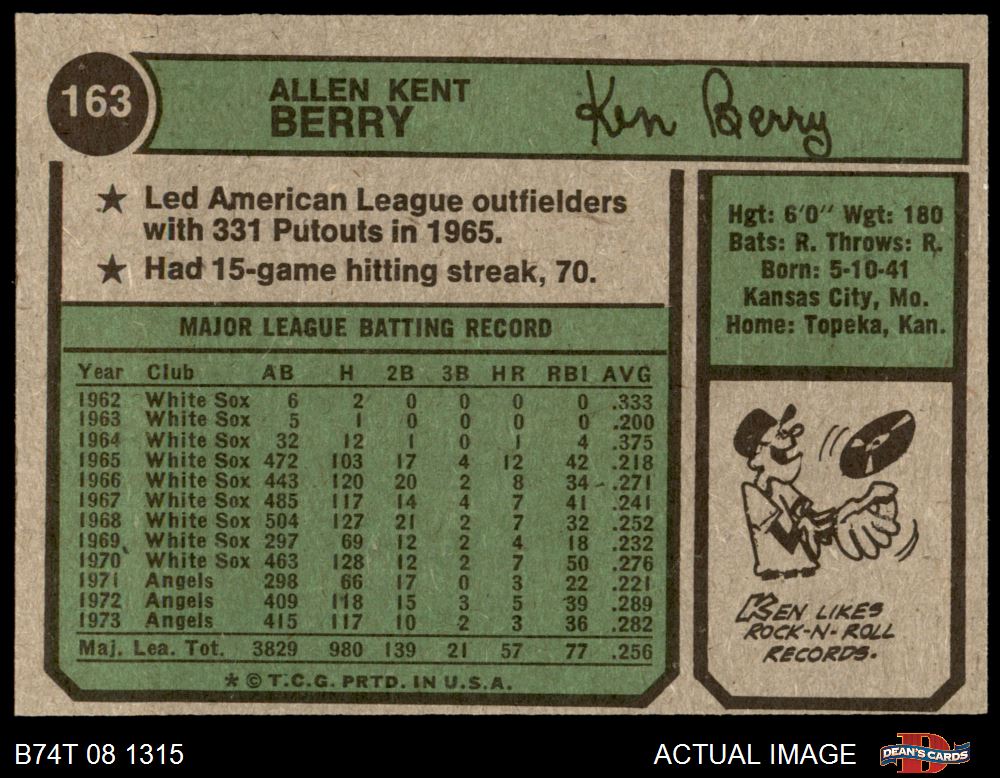 163
ALLEN KENT
BERRY
Ken Berry
★ Led American League outfielders
with 331 Putouts in 1965.
★ Had 15-game hitting streak, 70.
Hgt: 6'0" Wgt: 180
Bats: R. Throws: R.
Born: 5-10-41
Kansas City, Mo.
Home: Topeka, Kan.
MAJOR LEAGUE BATTING RECORD
Year Club AB H 2B 3B HR RBI AVG
1962 White Sox 6 2 0 0 0 0 .333
1963 White Sox 5 1 0 0 0 0 .200
1964 White Sox 32 12 1 0 1 4 .375
1965 White Sox 472 103 17 4 12 42 .218
1966 White Sox 443 120 20 2 8 34 .271
1967 White Sox 485 117 14 4 7 41 .241
1968 White Sox 504 127 21 2 7 32 .252
1969 White Sox 297 69 12 2 4 18 .232
1970 White Sox 463 128 12 2 7 50 .276
1971 Angels 298 66 17 0 3 22 .221
1972 Angels 409 118 15 3 5 39 .289
1973 Angels 415 117 10 2 3 36 .282
Maj. Lea. Tot. 3829 980 139 21 57 77 .256
* © T.C.G. PRTD. IN U.S.A.
KEN LIKES
ROCK-N-ROLL
RECORDS.
B74T 08 1315
ACTUAL IMAGE
DEAN'S CARDS